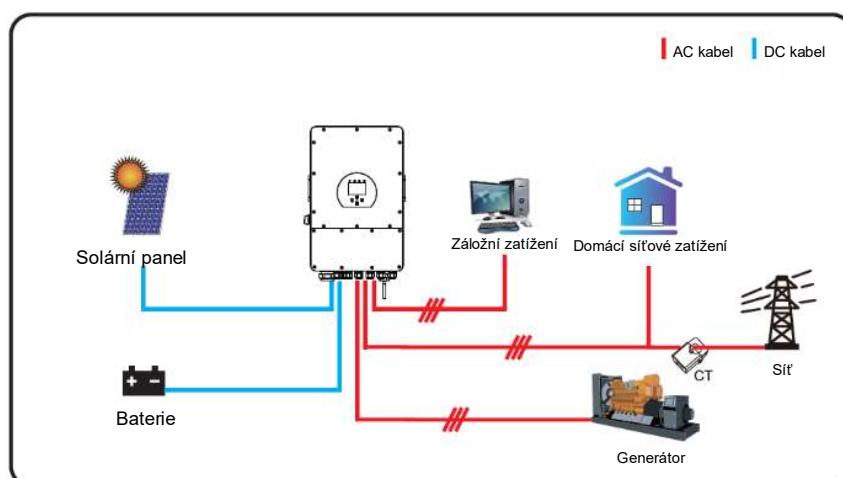 AC kabel DC kabel
Solární panel
Záložní zatížení
Domácí síťové zatížení
CT
Síť
+ −
Baterie
Generátor